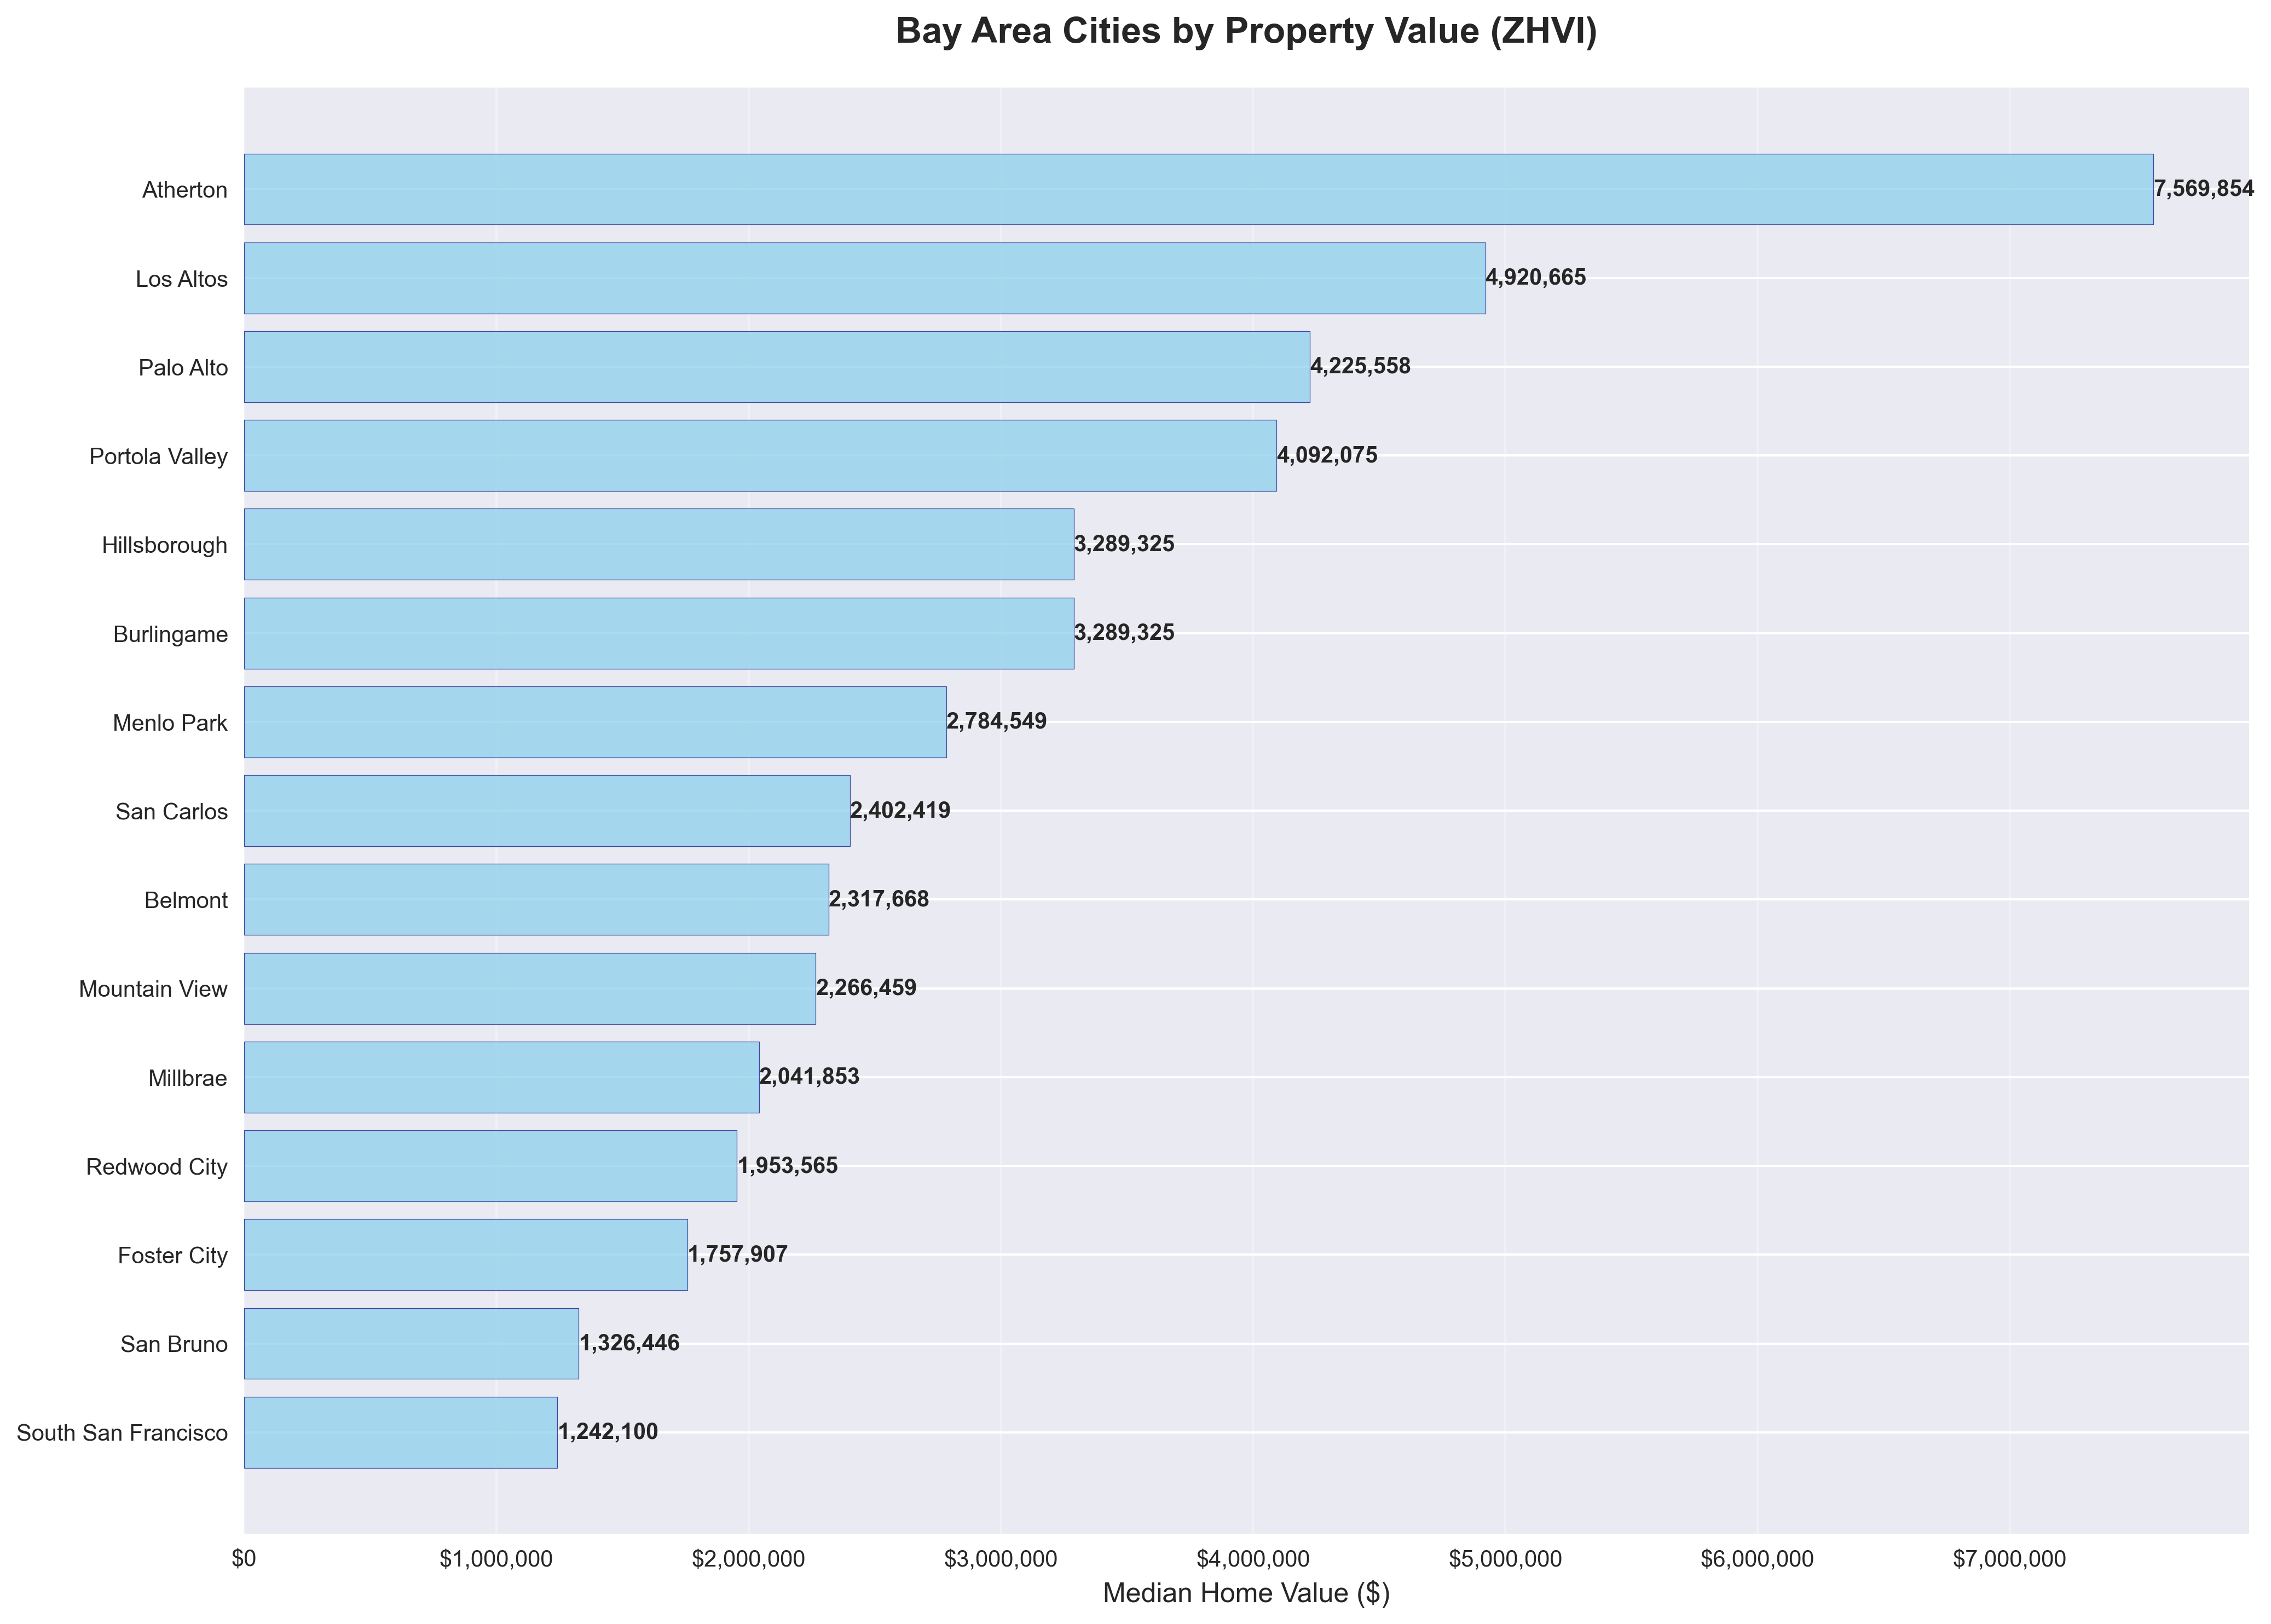 Bay Area Cities by Property Value (ZHVI)
Atherton 7,569,854
Los Altos 4,920,665
Palo Alto 4,225,558
Portola Valley 4,092,075
Hillsborough 3,289,325
Burlingame 3,289,325
Menlo Park 2,784,549
San Carlos 2,402,419
Belmont 2,317,668
Mountain View 2,266,459
Millbrae 2,041,853
Redwood City 1,953,565
Foster City 1,757,907
San Bruno 1,326,446
South San Francisco 1,242,100
$0 $1,000,000 $2,000,000 $3,000,000 $4,000,000 $5,000,000 $6,000,000 $7,000,000
Median Home Value ($)